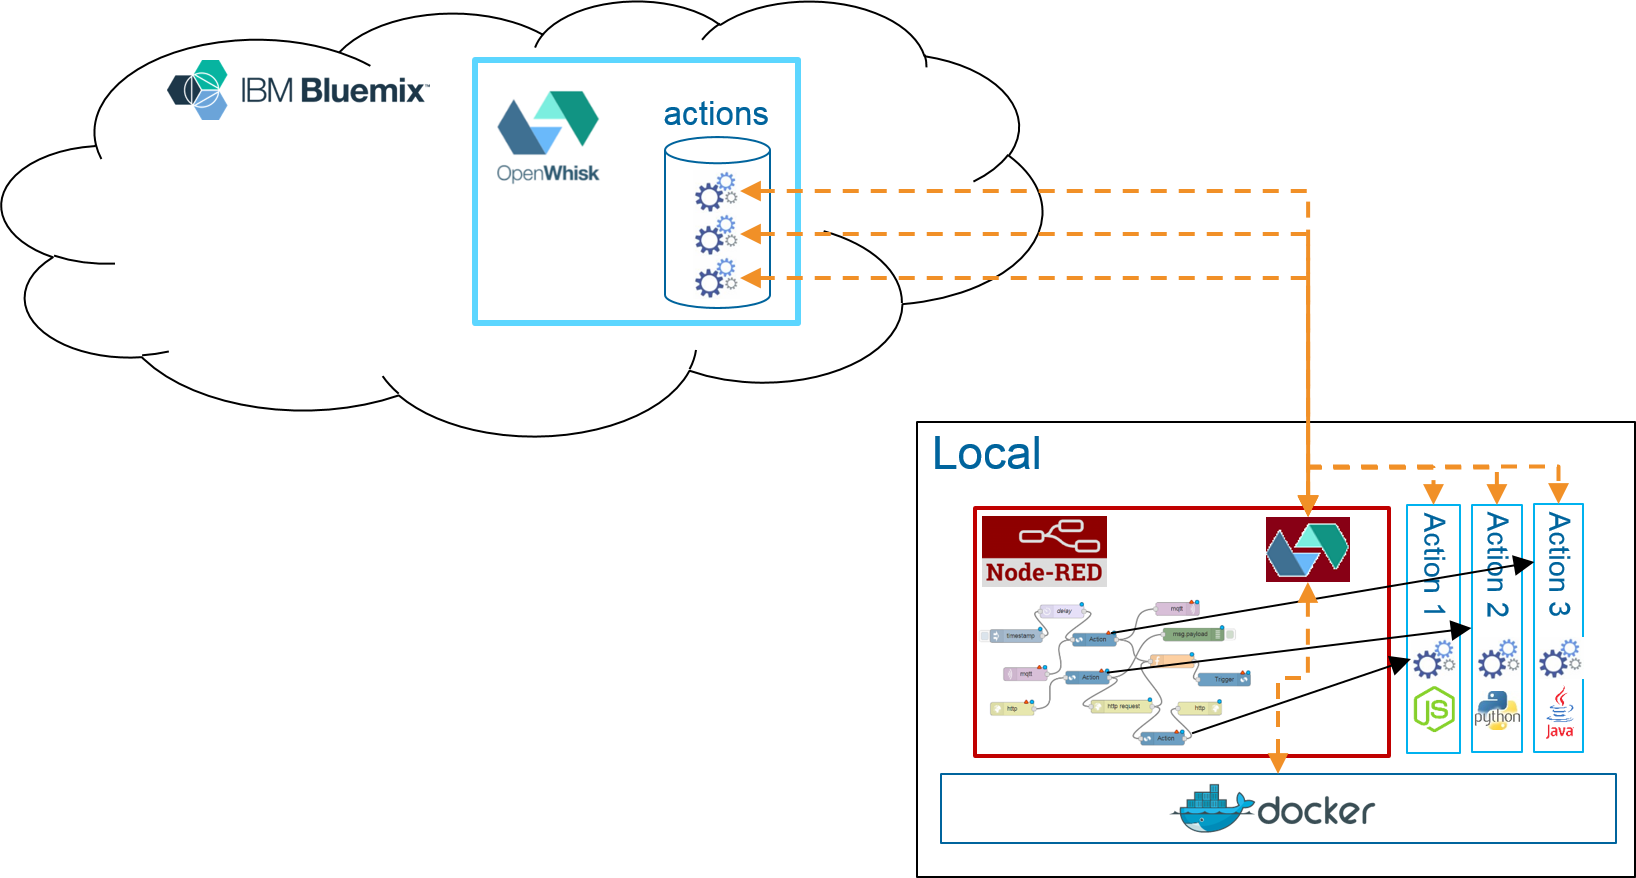 IBM Bluemix™
actions
OpenWhisk
Local
Node-RED
delay
mqtt
timestamp
Action
msg.payload
f
mqtt
Action
Trigger
http
http request
http
Action
Action 1
Action 2
Action 3
JS
python
Java
docker